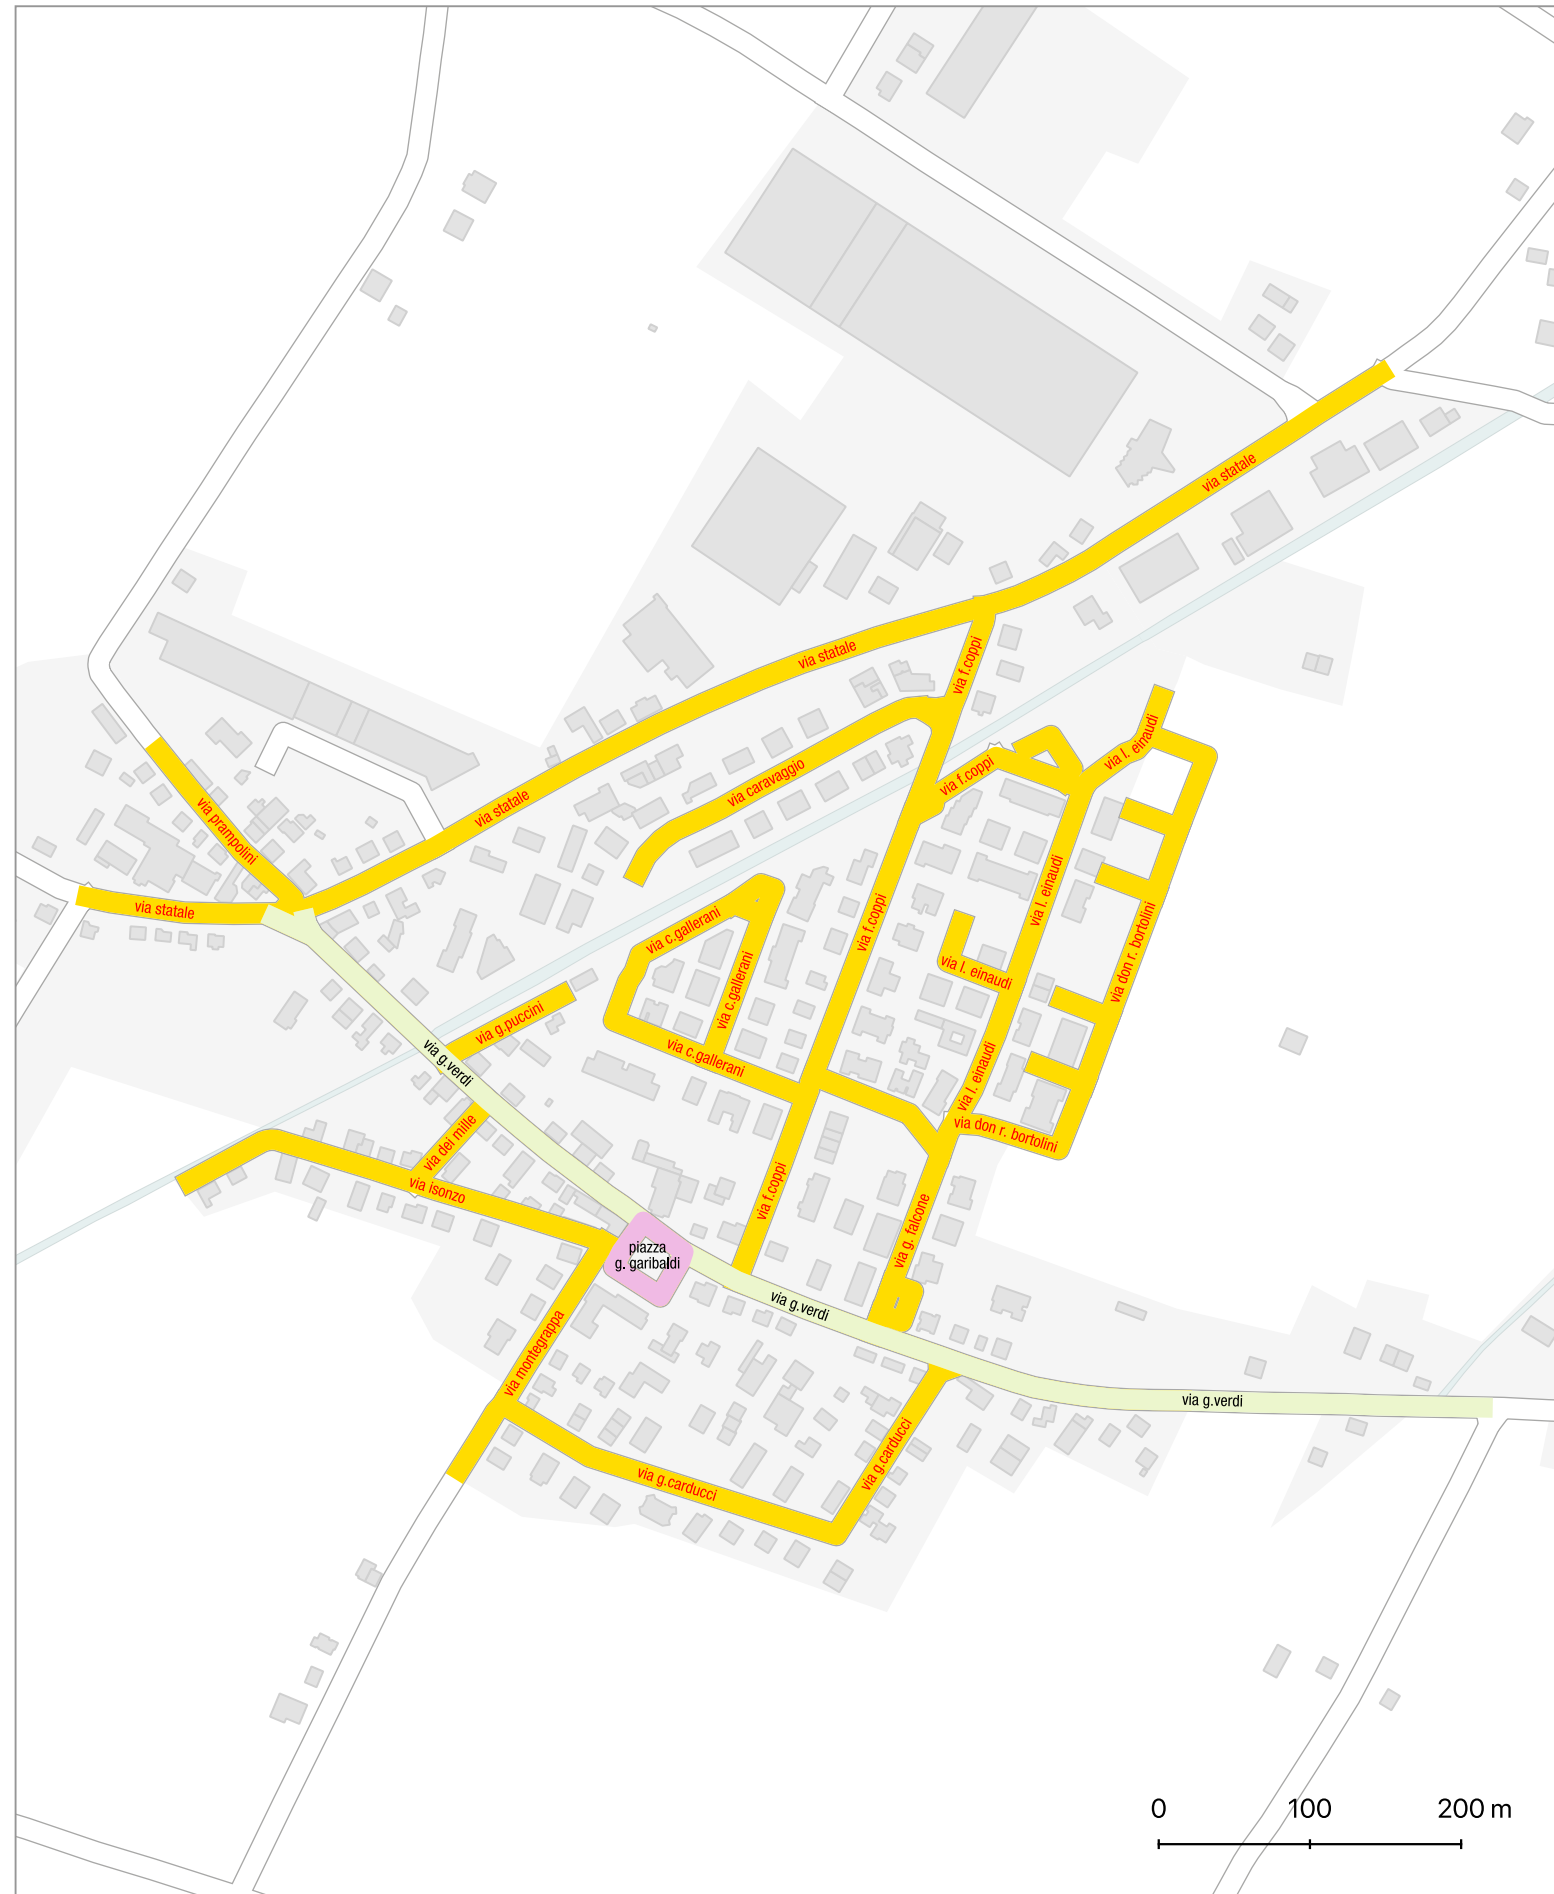 via statale
via statale
via f.coppi
via l. einaudi
via f.coppi
via caravaggio
via statale
via prampolini
via l. einaudi
via statale
via c.gallerani
via f.coppi
via don r. bortolini
via l. einaudi
via c.gallerani
via g.puccini
via c.gallerani
via g.verdi
via l. einaudi
via dei mille
via don r. bortolini
via isonzo
via f.coppi
via g. falcone
piazza
g. garibaldi
via g.verdi
via montegrappa
via g.verdi
via g.carducci
via g.carducci
0 100 200 m